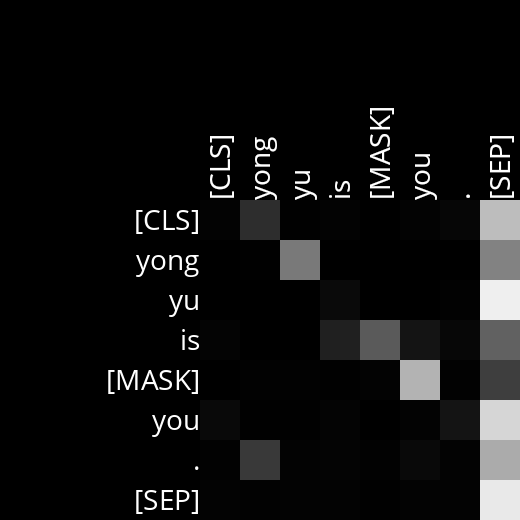 [CLS] yong yu is [MASK] you . [SEP]
[CLS]
yong
yu
is
[MASK]
you
.
[SEP]